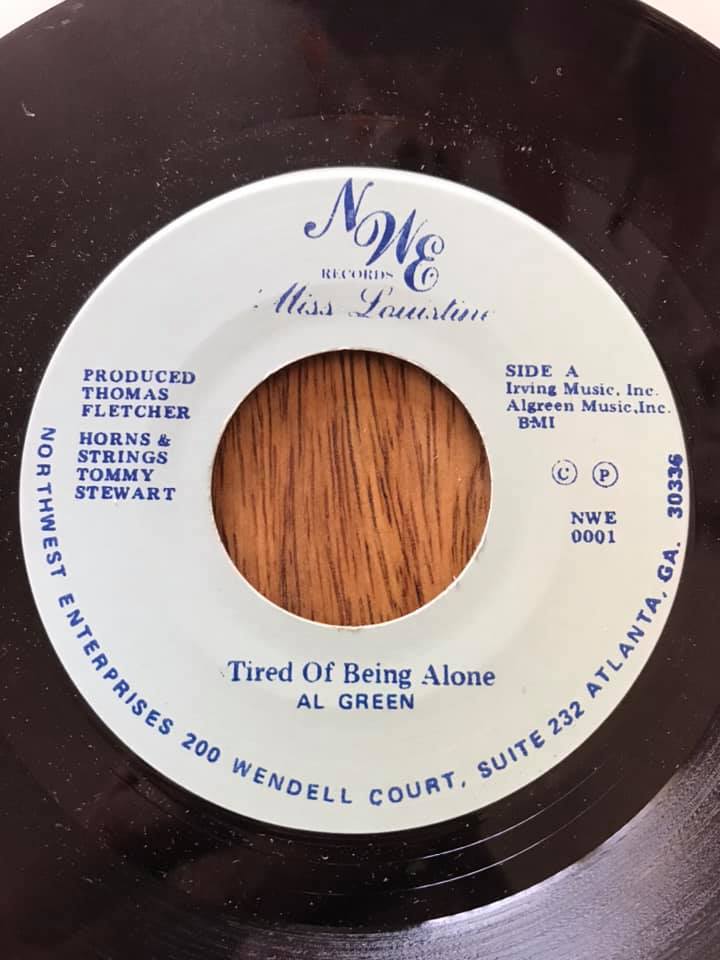 NWE
RECORDS
Miss Louistine
PRODUCED
THOMAS
FLETCHER
HORNS &
STRINGS
TOMMY
STEWART
SIDE A
Irving Music, Inc.
Algreen Music,Inc.
BMI
© ℗
NWE
0001
Tired Of Being Alone
AL GREEN
NORTHWEST ENTERPRISES 200 WENDELL COURT, SUITE 232 ATLANTA, GA. 30336